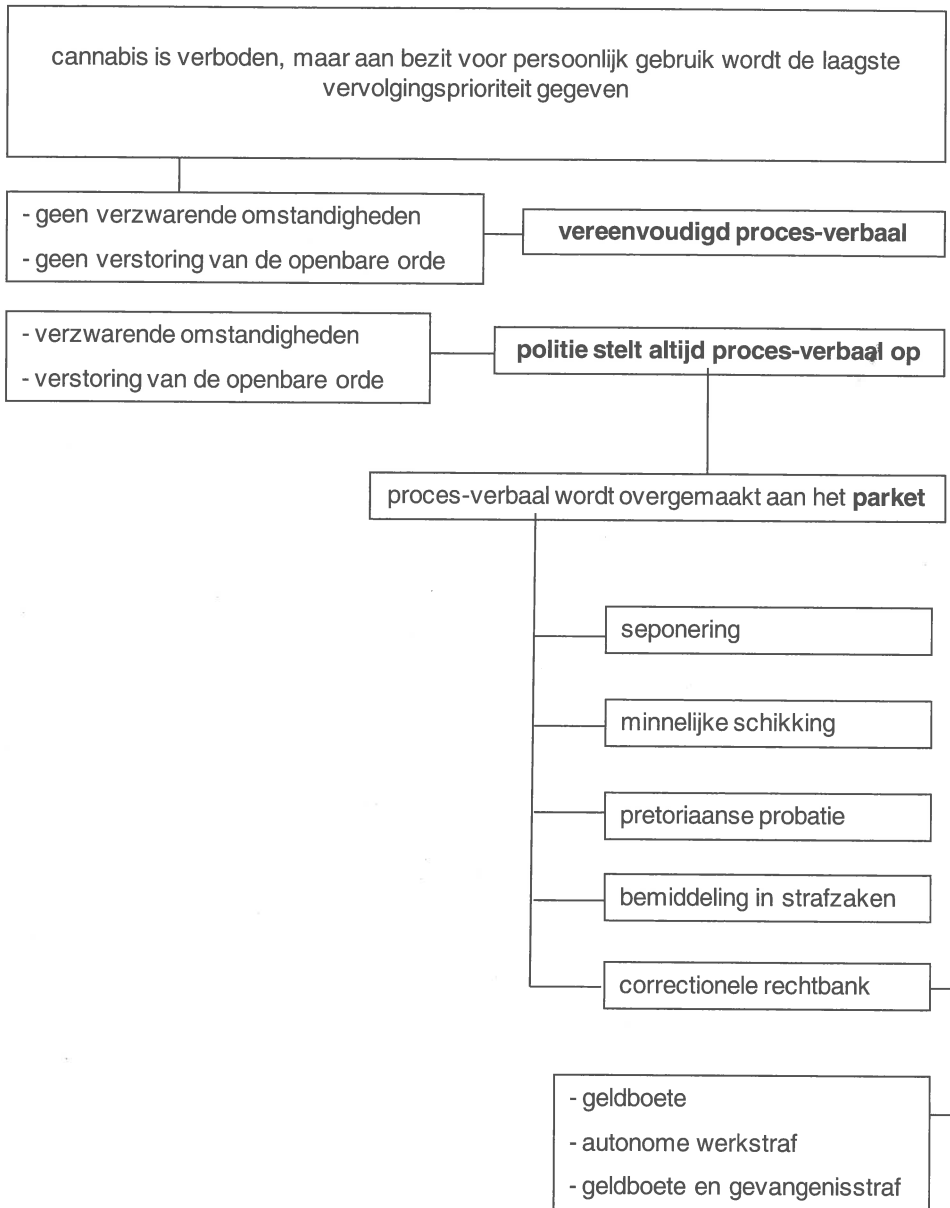 cannabis is verboden, maar aan bezit voor persoonlijk gebruik wordt de laagste
vervolgingsprioriteit gegeven
- geen verzwarende omstandigheden
- geen verstoring van de openbare orde
vereenvoudigd proces-verbaal
- verzwarende omstandigheden
- verstoring van de openbare orde
politie stelt altijd proces-verbaal op
proces-verbaal wordt overgemaakt aan het parket
seponering
minnelijke schikking
pretoriaanse probatie
bemiddeling in strafzaken
correctionele rechtbank
- geldboete
- autonome werkstraf
- geldboete en gevangenisstraf